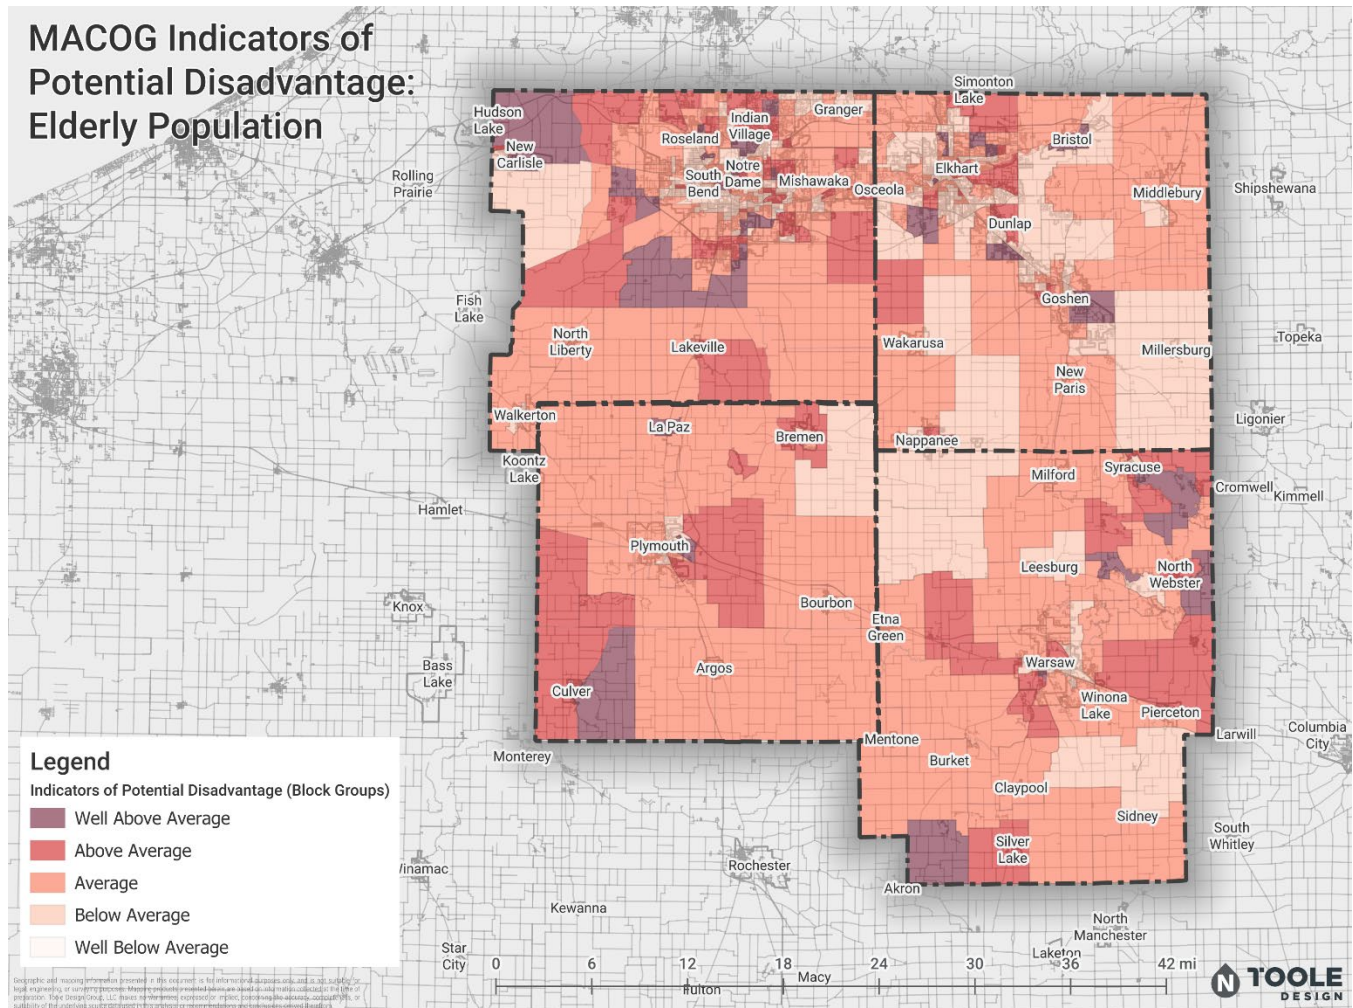 MACOG Indicators of
Potential Disadvantage:
Elderly Population
Simonton
Lake
Hudson
Lake
Granger
Indian
Village
Roseland
Bristol
New
Carlisle
Rolling
Prairie
Notre
Dame
South
Bend
Mishawaka
Osceola
Elkhart
Middlebury
Shipshewana
Dunlap
Fish
Lake
Goshen
North
Liberty
Lakeville
Wakarusa
Millersburg
Topeka
New
Paris
Walkerton
La Paz
Bremen
Nappanee
Ligonier
Koontz
Lake
Milford
Syracuse
Cromwell
Kimmell
Hamlet
Plymouth
Leesburg
North
Webster
Knox
Bourbon
Etna
Green
Bass
Lake
Argos
Warsaw
Culver
Winona
Lake
Pierceton
Monterey
Mentone
Larwill
Columbia
City
Burket
Claypool
Sidney
South
Whitley
Silver
Lake
Rochester
Akron
Kewanna
North
Manchester
Star
City
Laketon
Macy
Fulton
Legend
Indicators of Potential Disadvantage (Block Groups)
Well Above Average
Above Average
Average
Below Average
Well Below Average
0 6 12 18 24 30 36 42 mi
N TOOLE
DESIGN